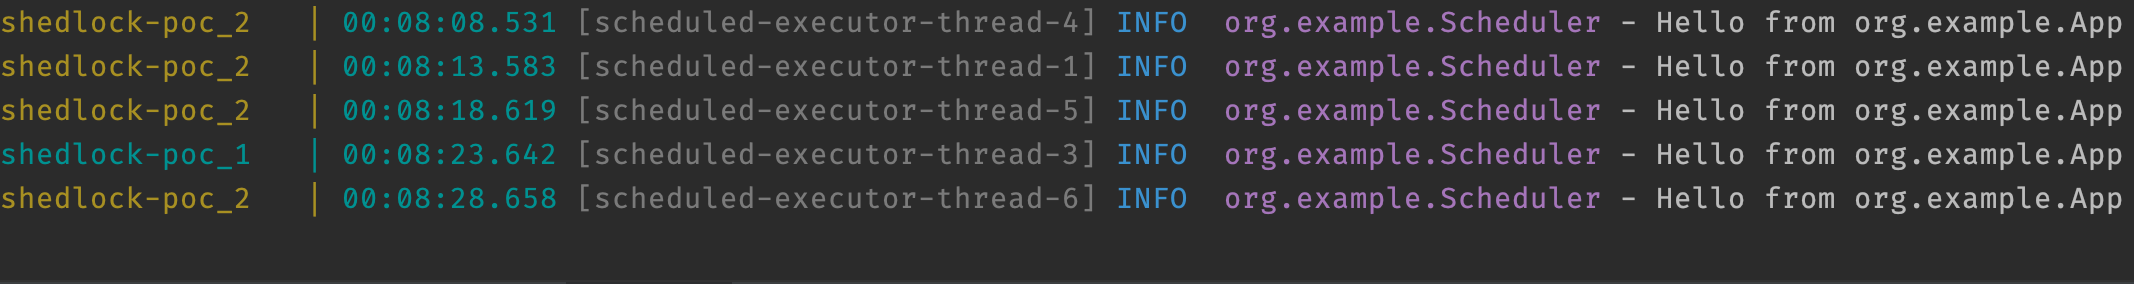 shedlock-poc_2   | 00:08:08.531 [scheduled-executor-thread-4] INFO  org.example.Scheduler - Hello from org.example.App
shedlock-poc_2   | 00:08:13.583 [scheduled-executor-thread-1] INFO  org.example.Scheduler - Hello from org.example.App
shedlock-poc_2   | 00:08:18.619 [scheduled-executor-thread-5] INFO  org.example.Scheduler - Hello from org.example.App
shedlock-poc_1   | 00:08:23.642 [scheduled-executor-thread-3] INFO  org.example.Scheduler - Hello from org.example.App
shedlock-poc_2   | 00:08:28.658 [scheduled-executor-thread-6] INFO  org.example.Scheduler - Hello from org.example.App